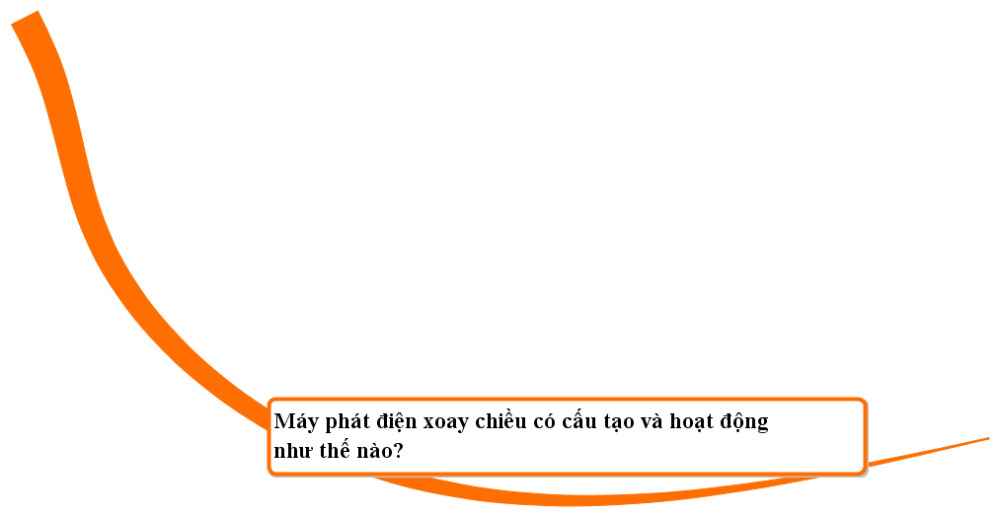 Máy phát điện xoay chiều có cấu tạo và hoạt động
như thế nào?